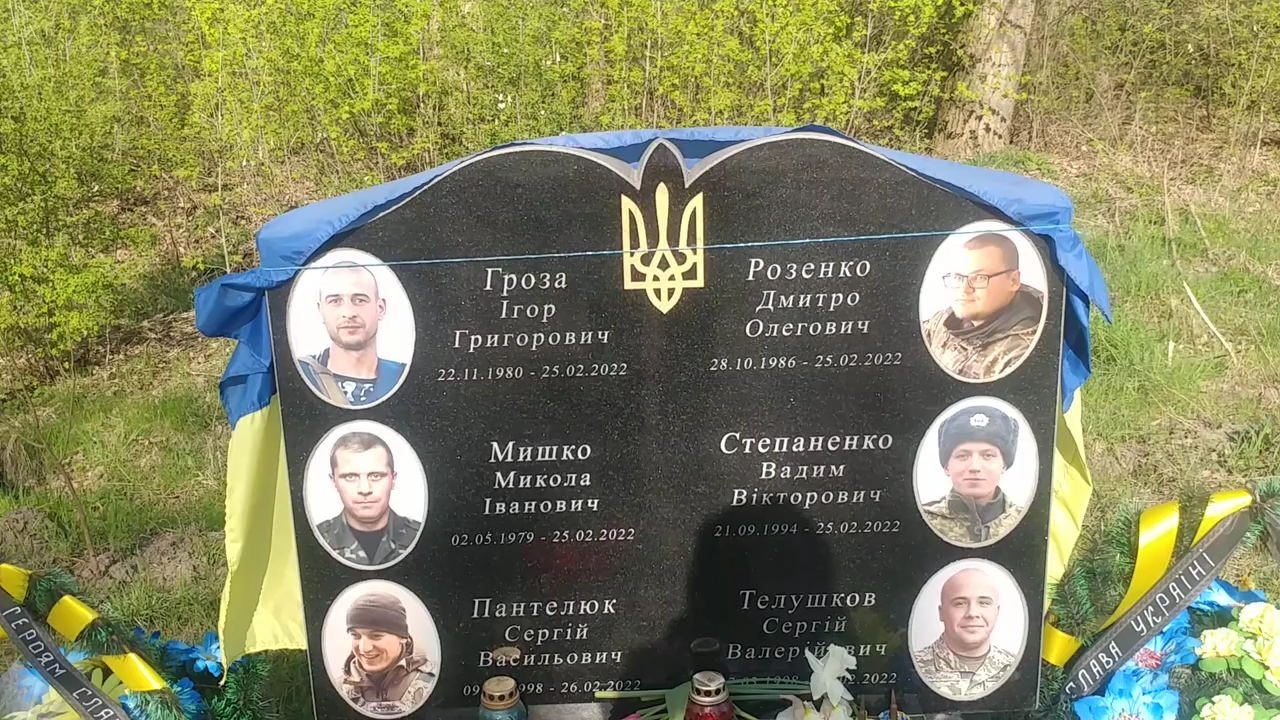 Гроза
Ігор
Григорович
22.11.1980 - 25.02.2022
Розенко
Дмитро
Олегович
28.10.1986 - 25.02.2022
Мишко
Микола
Іванович
02.05.1979 - 25.02.2022
Степаненко
Вадим
Вікторович
21.09.1994 - 25.02.2022
Пантелюк
Сергій
Васильович
- 26.02.2022
Телушков
Сергій
Валерійович
ГЕРОЯМ
СЛАВА УКРАЇНІ